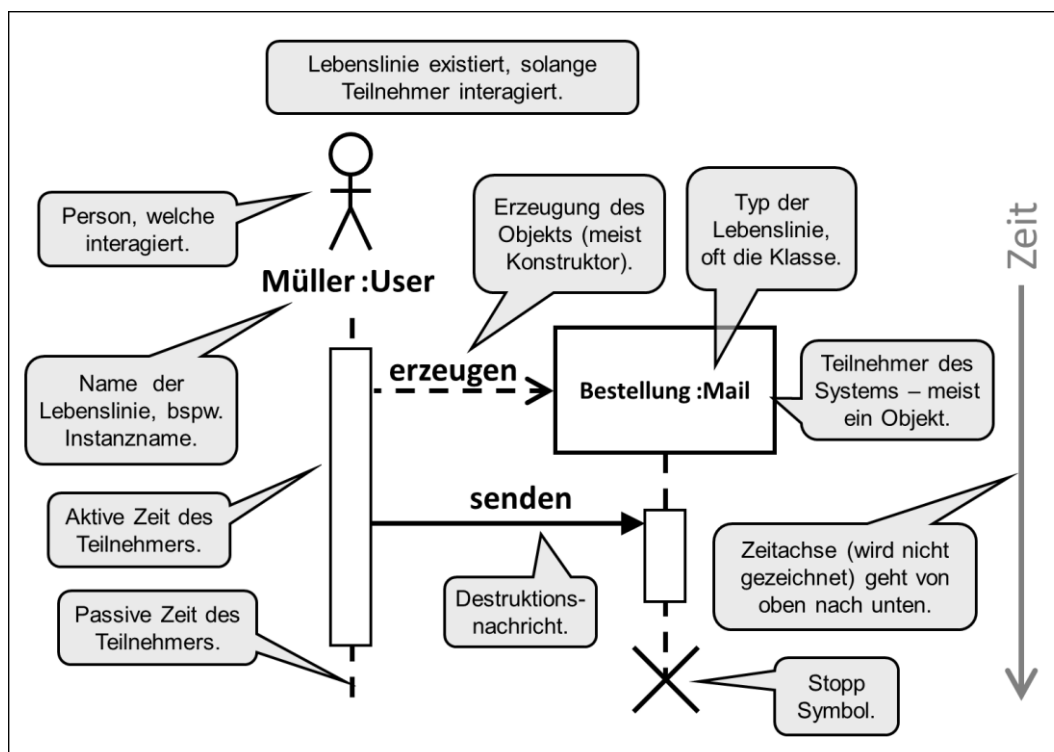 Lebenslinie existiert, solange
Teilnehmer interagiert.
Person, welche
interagiert.
Erzeugung des
Objekts (meist
Konstruktor).
Typ der
Lebenslinie,
oft die Klasse.
Zeit
Müller :User
Name der
Lebenslinie, bspw.
Instanzname.
erzeugen
Bestellung :Mail
Teilnehmer des
Systems – meist
ein Objekt.
senden
Aktive Zeit des
Teilnehmers.
Zeitachse (wird nicht
gezeichnet) geht von
oben nach unten.
Destruktions-
nachricht.
Passive Zeit des
Teilnehmers.
Stopp
Symbol.